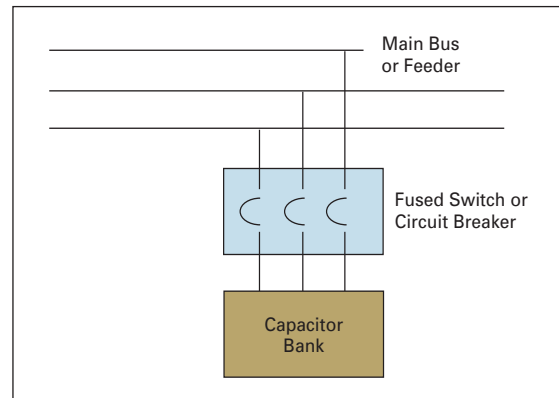 Main Bus
or Feeder
Fused Switch or
Circuit Breaker
Capacitor
Bank